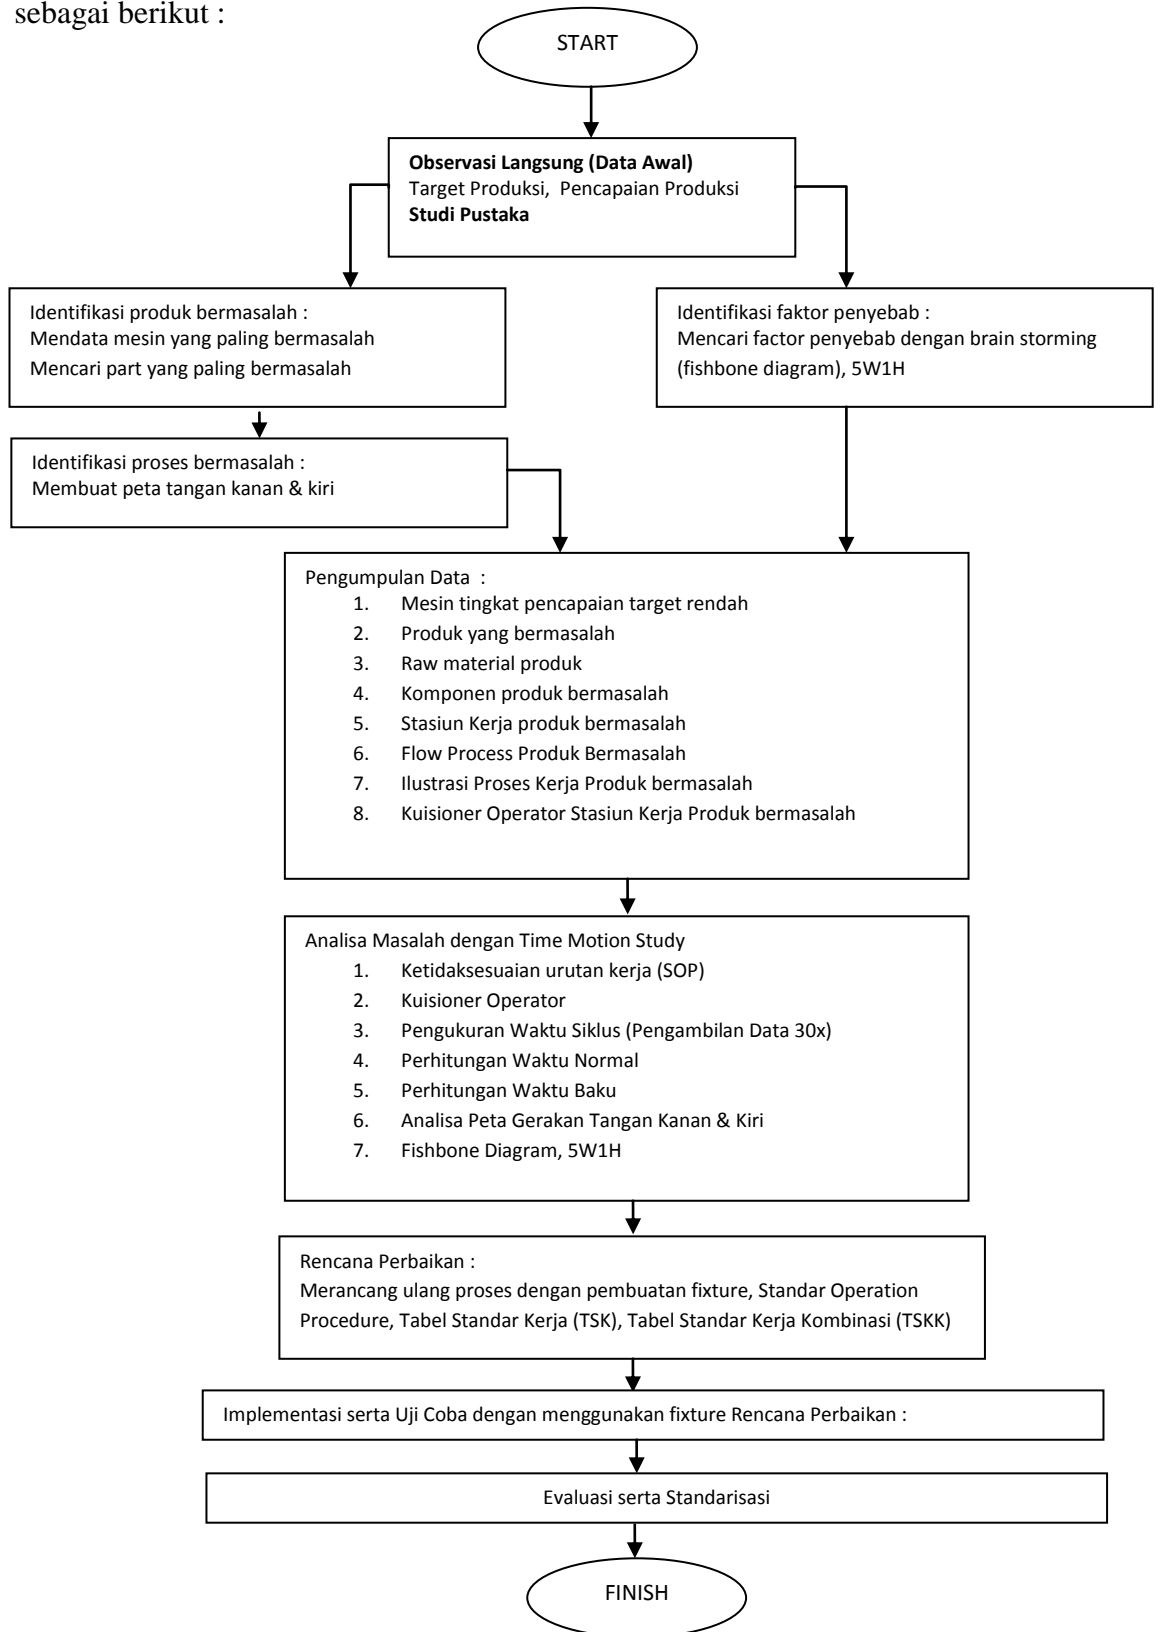 sebagai berikut :
START
Observasi Langsung (Data Awal)
Target Produksi,  Pencapaian Produksi
Studi Pustaka
Identifikasi produk bermasalah :
Mendata mesin yang paling bermasalah
Mencari part yang paling bermasalah
Identifikasi faktor penyebab :
Mencari factor penyebab dengan brain storming
(fishbone diagram), 5W1H
Identifikasi proses bermasalah :
Membuat peta tangan kanan & kiri
Pengumpulan Data  :
1. Mesin tingkat pencapaian target rendah
2. Produk yang bermasalah
3. Raw material produk
4. Komponen produk bermasalah
5. Stasiun Kerja produk bermasalah
6. Flow Process Produk Bermasalah
7. Ilustrasi Proses Kerja Produk bermasalah
8. Kuisioner Operator Stasiun Kerja Produk bermasalah
Analisa Masalah dengan Time Motion Study
1. Ketidaksesuaian urutan kerja (SOP)
2. Kuisioner Operator
3. Pengukuran Waktu Siklus (Pengambilan Data 30x)
4. Perhitungan Waktu Normal
5. Perhitungan Waktu Baku
6. Analisa Peta Gerakan Tangan Kanan & Kiri
7. Fishbone Diagram, 5W1H
Rencana Perbaikan :
Merancang ulang proses dengan pembuatan fixture, Standar Operation
Procedure, Tabel Standar Kerja (TSK), Tabel Standar Kerja Kombinasi (TSKK)
Implementasi serta Uji Coba dengan menggunakan fixture Rencana Perbaikan :
Evaluasi serta Standarisasi
FINISH